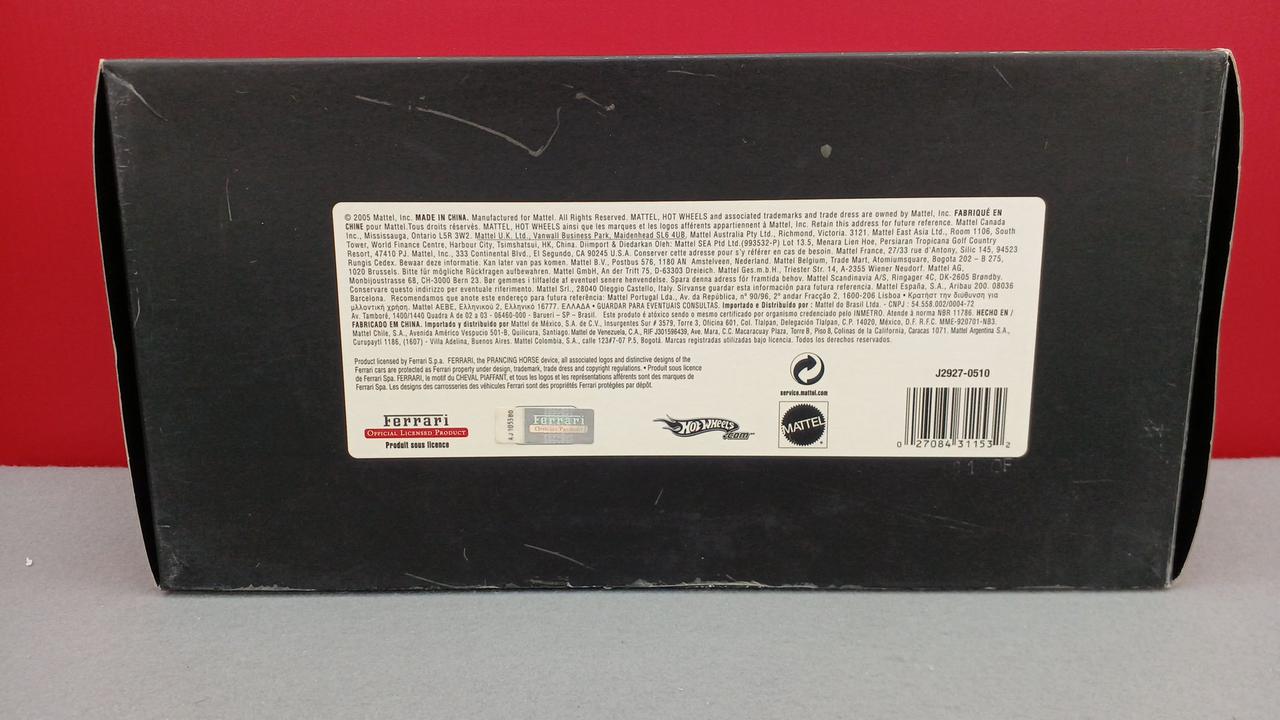 © 2005 Mattel, Inc. MADE IN CHINA. Manufactured for Mattel. All Rights Reserved. MATTEL, HOT WHEELS and associated trademarks and trade dress are owned by Mattel, Inc. FABRIQUÉ EN
CHINE pour Mattel.Tous droits réservés. MATTEL, HOT WHEELS ainsi que les marques et les logos afférents appartiennent à Mattel, Inc. Retain this address for future reference. Mattel Canada
Inc., Mississauga, Ontario L5R 3W2. Mattel U.K. Ltd., Vanwall Business Park, Maidenhead SL6 4UB. Mattel Australia Pty Ltd., Richmond, Victoria. 3121. Mattel East Asia Ltd., Room 1106, South
Tower, World Finance Centre, Harbour City, Tsimshatsui, HK, China. Diimport & Diedarkan Oleh: Mattel SEA Ptd Ltd.(993532-P) Lot 13.5, Menara Lien Hoe, Persiaran Tropicana Golf Country
Resort, 47410 PJ. Mattel, Inc., 333 Continental Blvd., El Segundo, CA 90245 U.S.A. Conserver cette adresse pour s'y référer en cas de besoin. Mattel France, 27/33 rue d'Antony, Silic 145, 94523
Rungis Cedex. Bewaar deze informatie. Kan later van pas komen. Mattel B.V., Postbus 576, 1180 AN Amstelveen, Nederland. Mattel Belgium, Trade Mart, Atomiumsquare, Bogota 202 - B 275,
1020 Brussels. Bitte für mögliche Rückfragen aufbewahren. Mattel GmbH, An der Trift 75, D-63303 Dreieich. Mattel Ges.m.b.H., Triester Str. 14, A-2355 Wiener Neudorf. Mattel AG,
Monbijoustrasse 68, CH-3000 Bern 23. Bør gemmes i tilfælde af eventuel senere henvendelse. Spara denna adress för framtida behov. Mattel Scandinavia A/S, Ringager 4C, DK-2605 Brøndby.
Conservare questo indirizzo per eventuale riferimento. Mattel Srl., 28040 Oleggio Castello, Italy. Sírvanse guardar esta información para futura referencia. Mattel España, S.A., Aribau 200. 08036
Barcelona. Recomendamos que anote este endereço para futura referência: Mattel Portugal Lda., Av. da República, nº 90/96, 2º andar Fracção 2, 1600-206 Lisboa • Κρατήστε την διεύθυνση για
μελλοντική χρήση. Mattel AEBE, Ελληνικού 2, Ελληνικό 16777, ΕΛΛΑΔΑ • GUARDAR PARA EVENTUAIS CONSULTAS. Importado e Distribuído por : Mattel do Brasil Ltda. - CNPJ : 54.558.002/0004-72
Av. Tamboré, 1400/1440 Quadra A de 02 a 03 - 06460-000 - Barueri – SP – Brasil. Este produto é atóxico sendo o mesmo certificado por organismo credenciado pelo INMETRO. Atende à norma NBR 11786. HECHO EN /
FABRICADO EM CHINA. Importado y distribuido por Mattel de México, S.A. de C.V., Insurgentes Sur # 3579, Torre 3, Oficina 601, Col. Tlalpan, Delegación Tlalpan, C.P. 14020, México, D.F. R.F.C. MME-920701-NB3.
Mattel Chile, S.A., Avenida Américo Vespucio 501-B, Quilicura, Santiago. Mattel de Venezuela, C.A., RIF J301596439, Ave. Mara, C.C. Macaracuay Plaza, Torre B, Piso 8, Colinas de la California, Caracas 1071. Mattel Argentina S.A.,
Curupaytí 1186, (1607) - Villa Adelina, Buenos Aires. Mattel Colombia, S.A., calle 123#7-07 P.5, Bogotá. Marcas registradas utilizadas bajo licencia. Todos los derechos reservados.
Product licensed by Ferrari S.p.a. FERRARI, the PRANCING HORSE device, all associated logos and distinctive designs of the
Ferrari cars are protected as Ferrari property under design, trademark, trade dress and copyright regulations. • Produit sous licence
de Ferrari Spa. FERRARI, le motif du CHEVAL PIAFFANT, et tous les logos et les représentations afférents sont des marques de
Ferrari Spa. Les designs des carrosseries des véhicules Ferrari sont des propriétés Ferrari protégées par dépôt.
service.mattel.com
J2927-0510
Ferrari
OFFICIAL LICENSED PRODUCT
Produit sous licence
AJ105380
Ferrari
OFFICIAL LICENSED PRODUCT
HOT WHEELS
.com
MATTEL
0 27084 31153 2